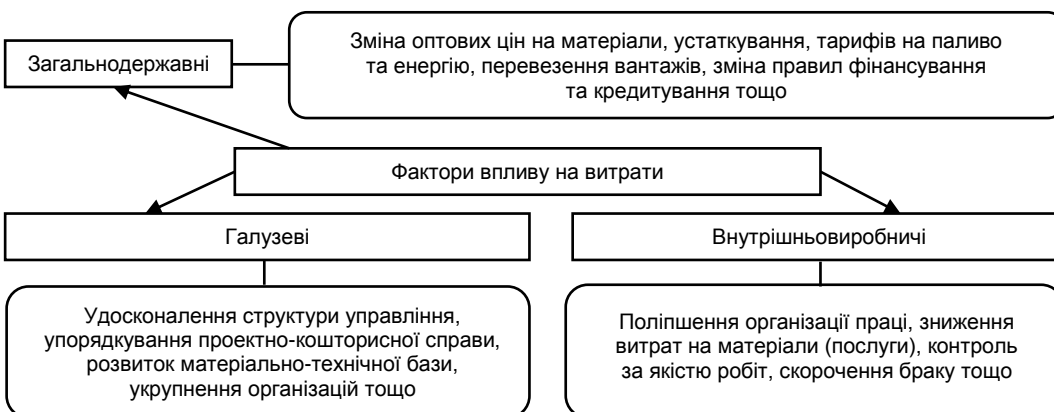 Зміна оптових цін на матеріали, устаткування, тарифів на паливо
та енергію, перевезення вантажів, зміна правил фінансування
та кредитування тощо
Загальнодержавні
Фактори впливу на витрати
Галузеві
Внутрішньовиробничі
Удосконалення структури управління,
упорядкування проектно-кошторисної справи,
розвиток матеріально-технічної бази,
укрупнення організацій тощо
Поліпшення організації праці, зниження
витрат на матеріали (послуги), контроль
за якістю робіт, скорочення браку тощо